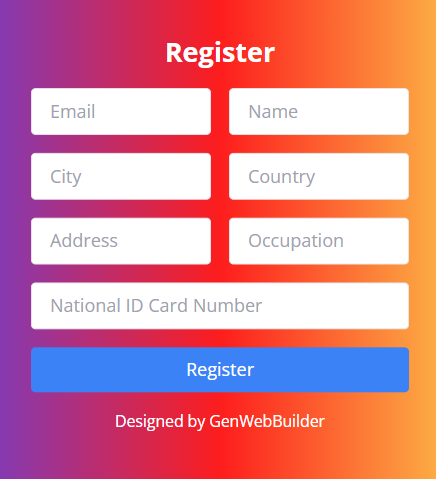 Register
Email
Name
City
Country
Address
Occupation
National ID Card Number
Register
Designed by GenWebBuilder